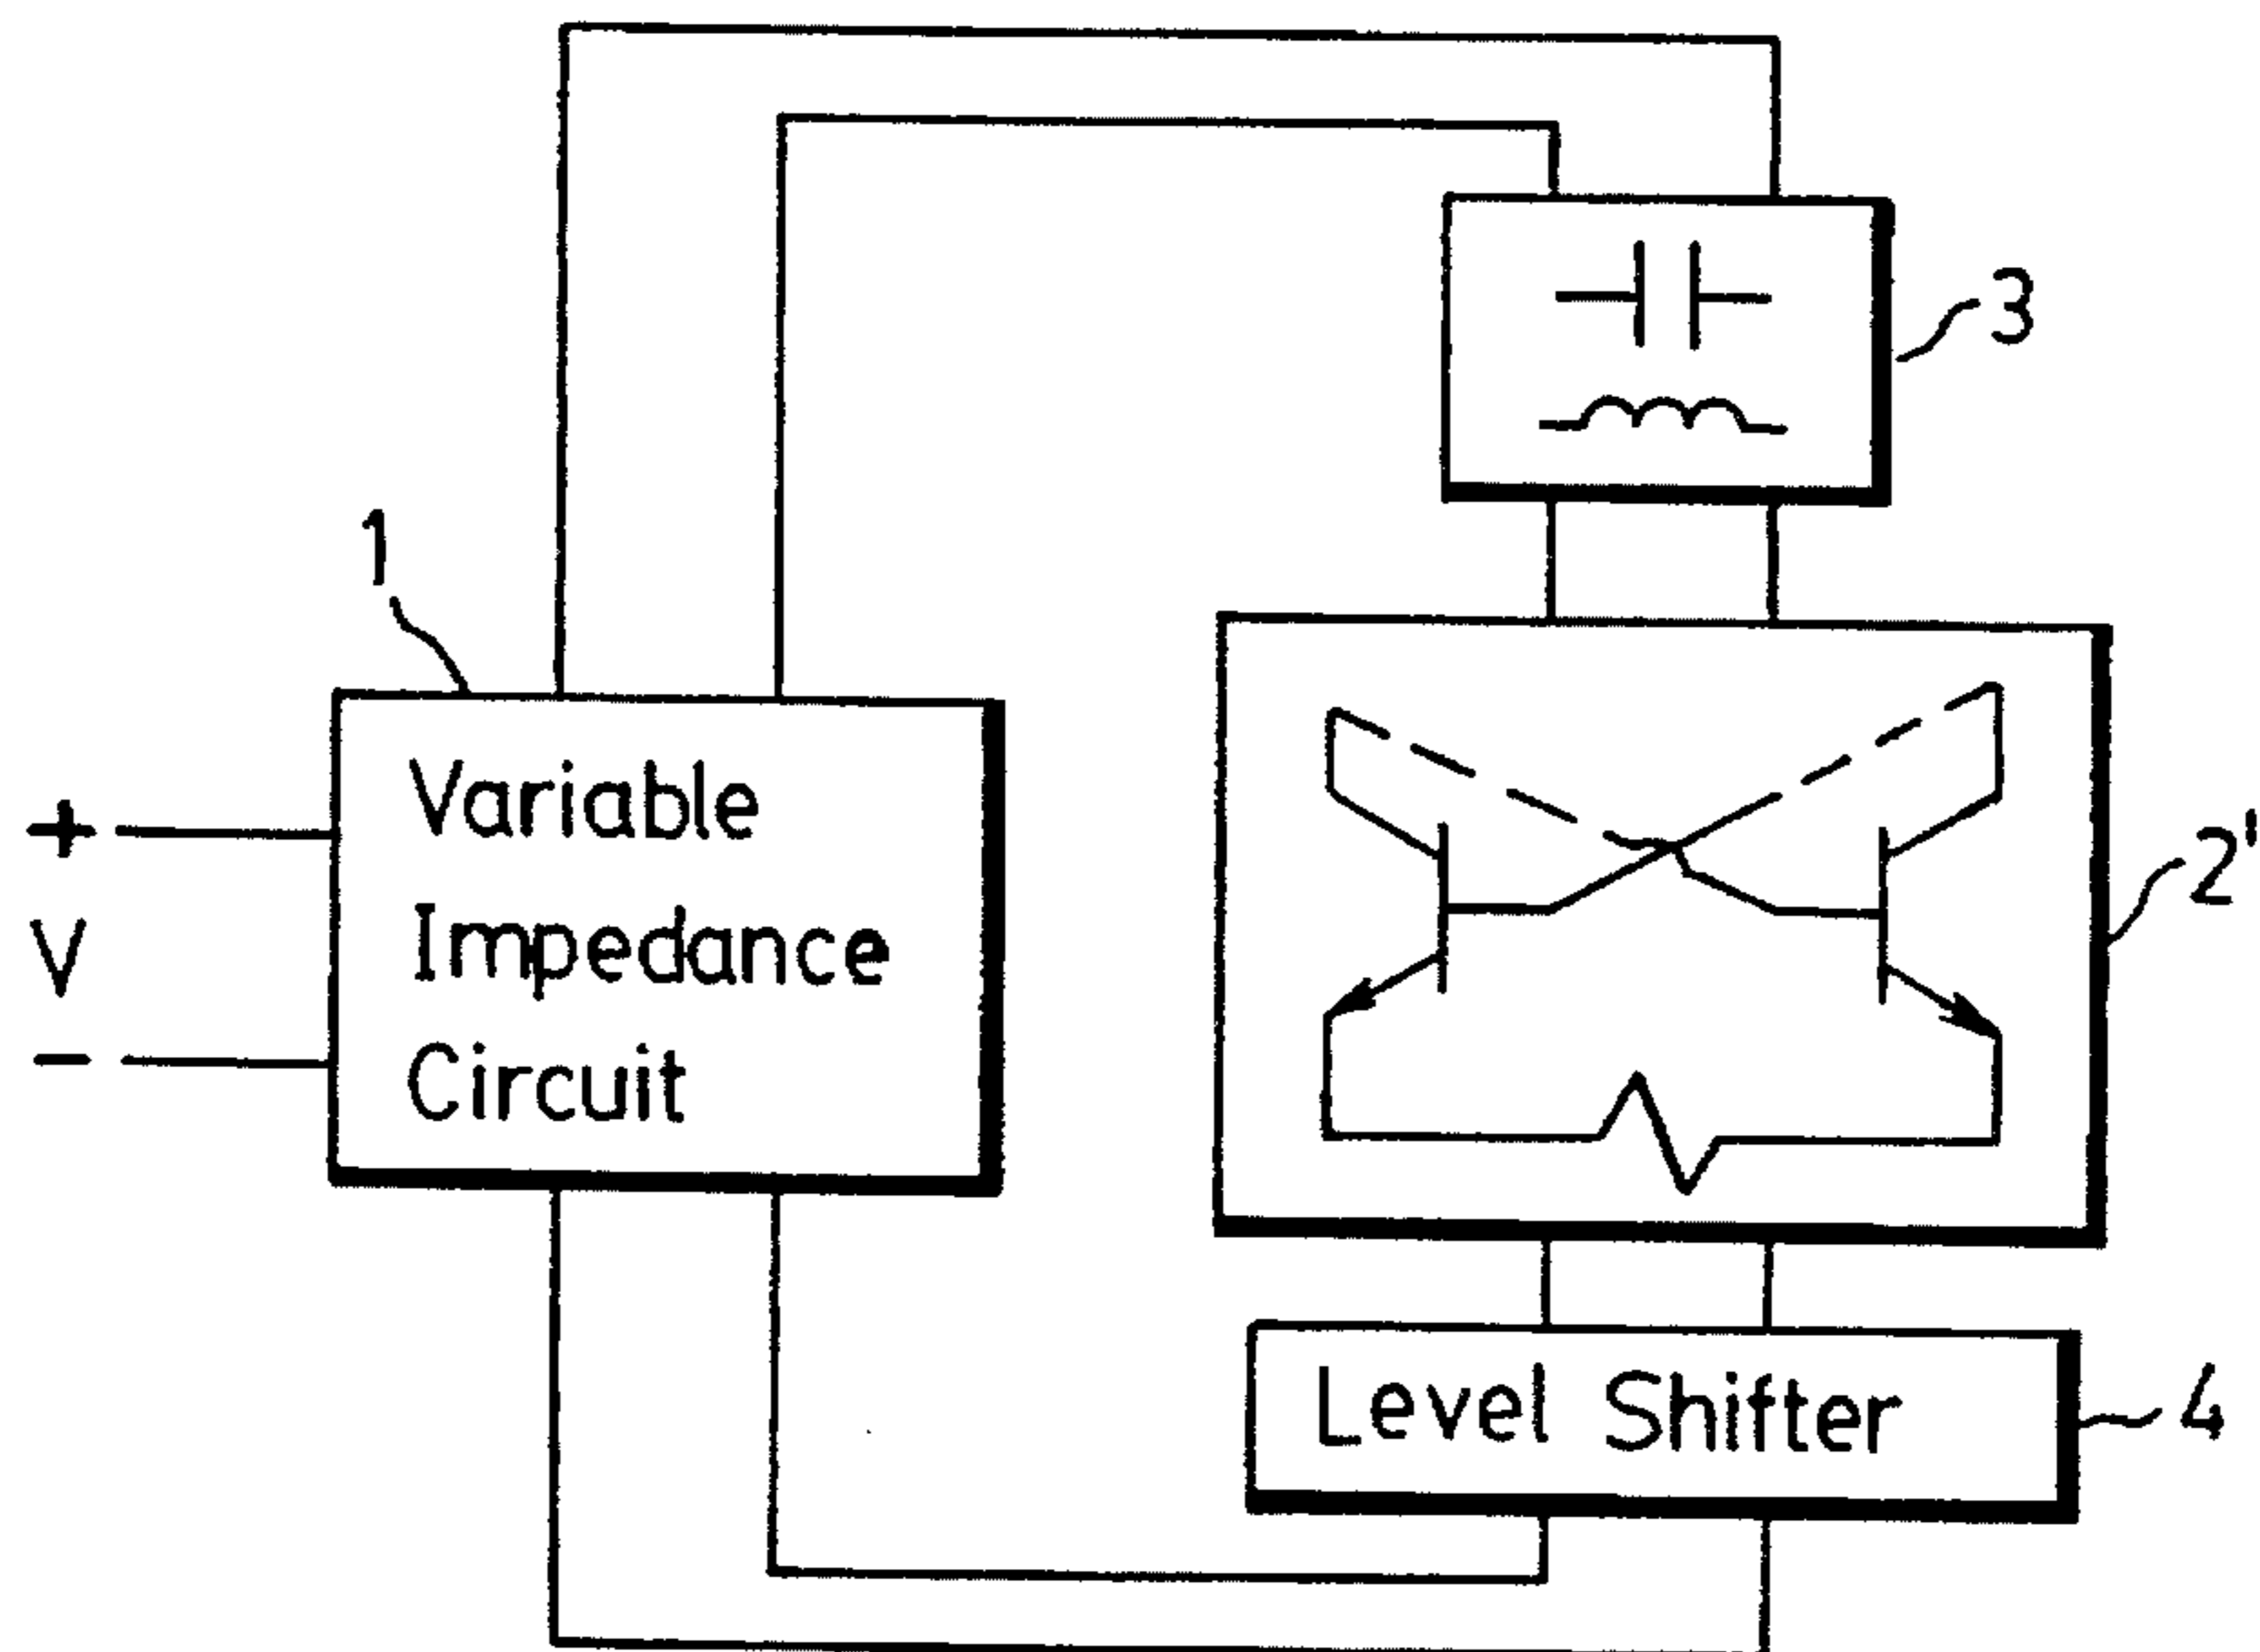 3
1
Variable
Impedance
Circuit
+
V
−
2'
Level Shifter
4